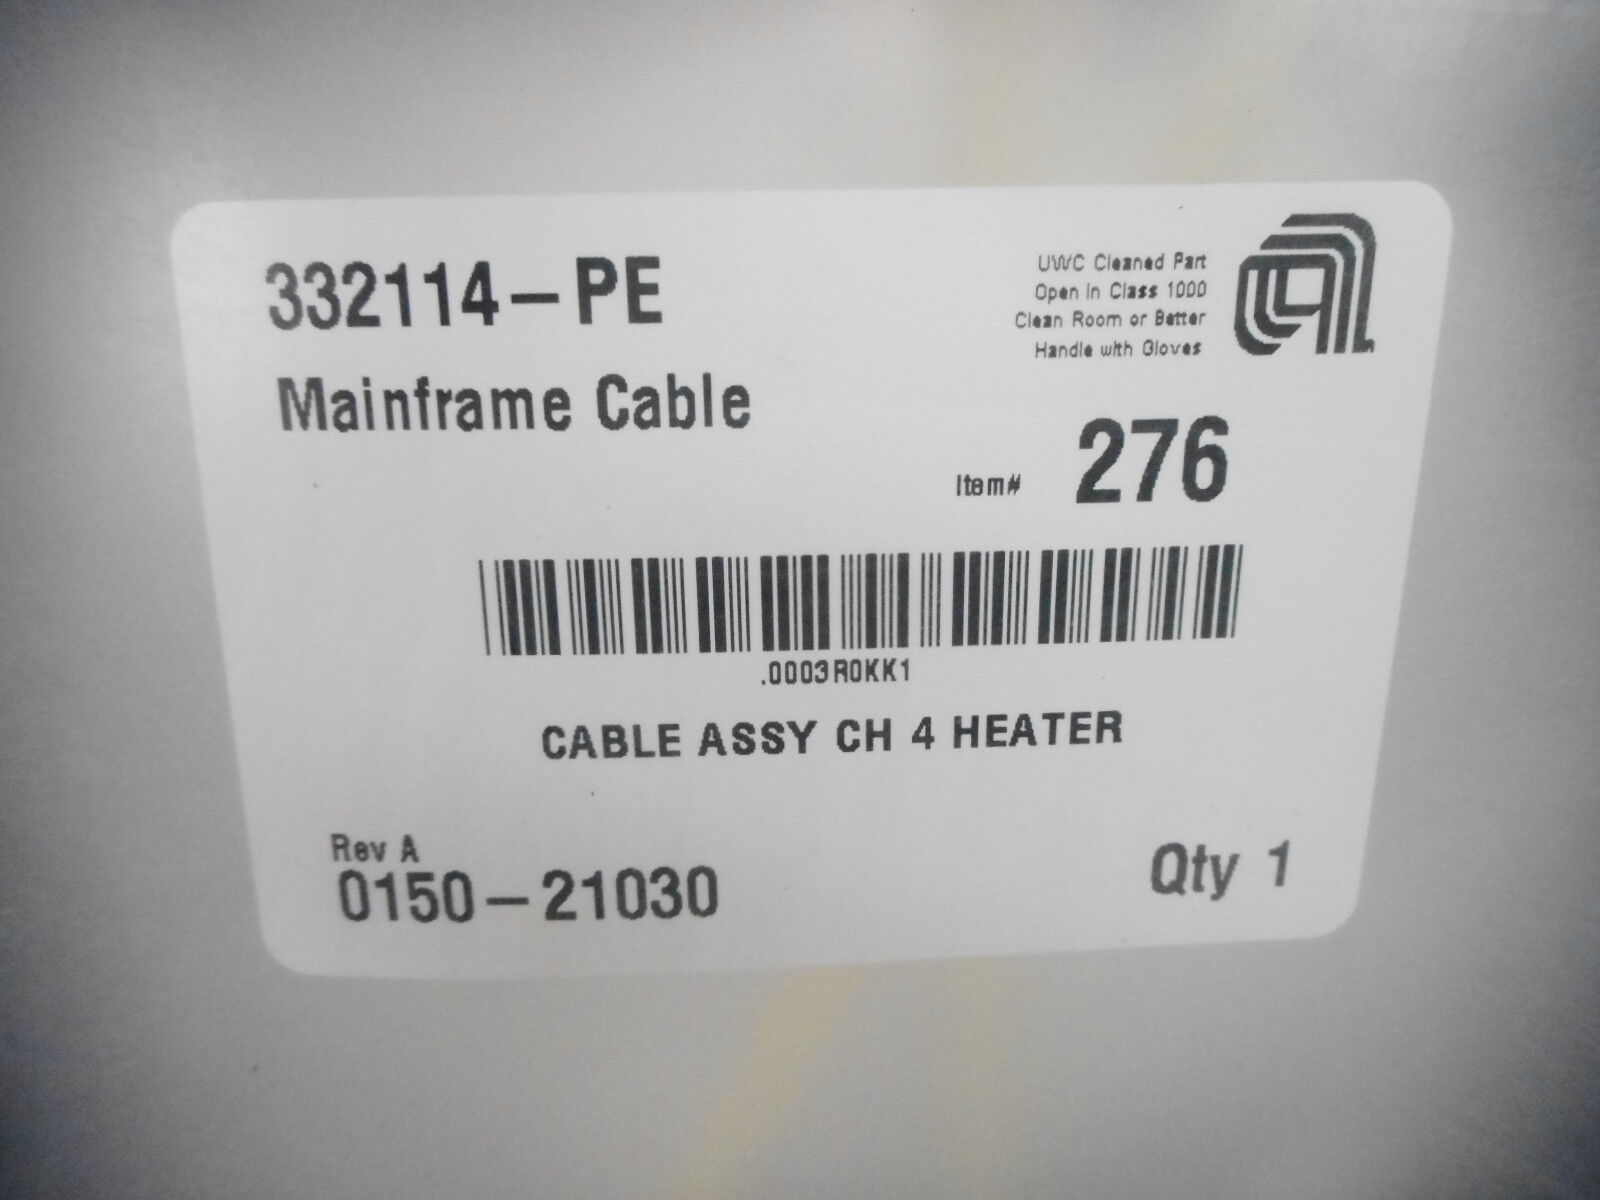 332114-PE
UWC Cleaned Part
Open in Class 1000
Clean Room or Better
Handle with Gloves
Mainframe Cable
Item# 276
.0003R0KK1
CABLE ASSY CH 4 HEATER
Rev A
0150-21030
Qty 1